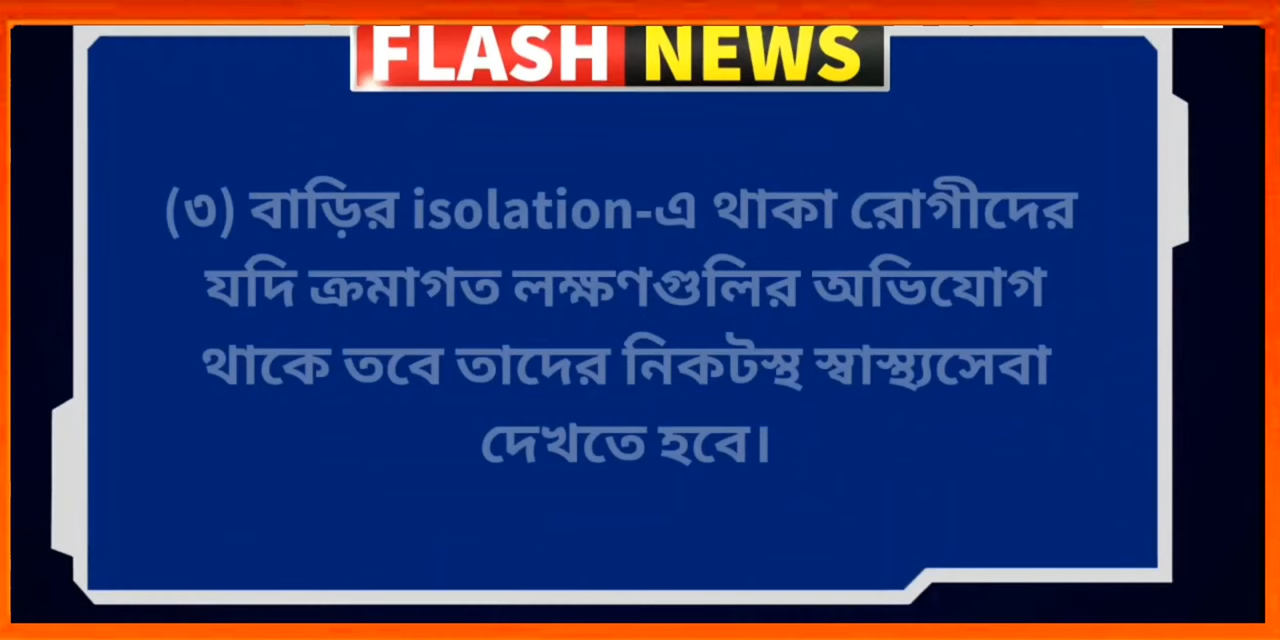 FLASH NEWS
(৩) বাড়ির isolation-এ থাকা রোগীদের
যদি ক্রমাগত লক্ষণগুলির অভিযোগ
থাকে তবে তাদের নিকটস্থ স্বাস্থ্যসেবা
দেখতে হবে।